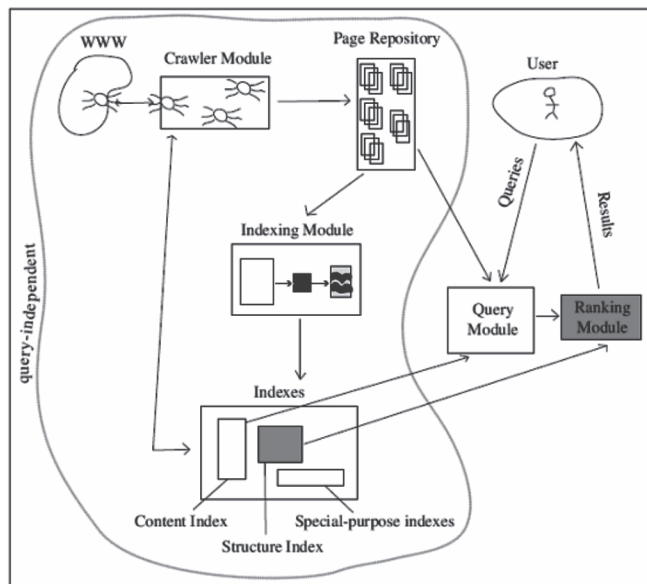 WWW
Crawler Module
Page Repository
User
Queries
Results
Indexing Module
query-independent
Query
Module
Ranking
Module
Indexes
Content Index
Special-purpose indexes
Structure Index